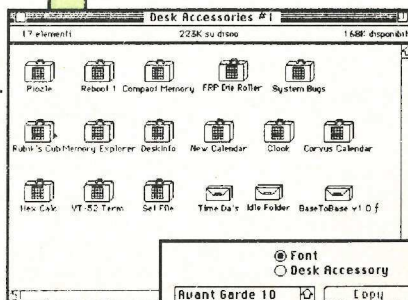 Desk Accessories #1
17 elementi 223K su disco 168K disponibili
Puzzle Reboot 1 Compact Memory FRP Die Roller System Bugs
Rubik's Cub Memory Explorer DeskInfo New Calendar Clook Corvus Calendar
Hex Calc VT-52 Term Set File Time Da's Idle Folder BaseToBase v1.0 f
Font
Desk Accessory
Avant Garde 10 Copy